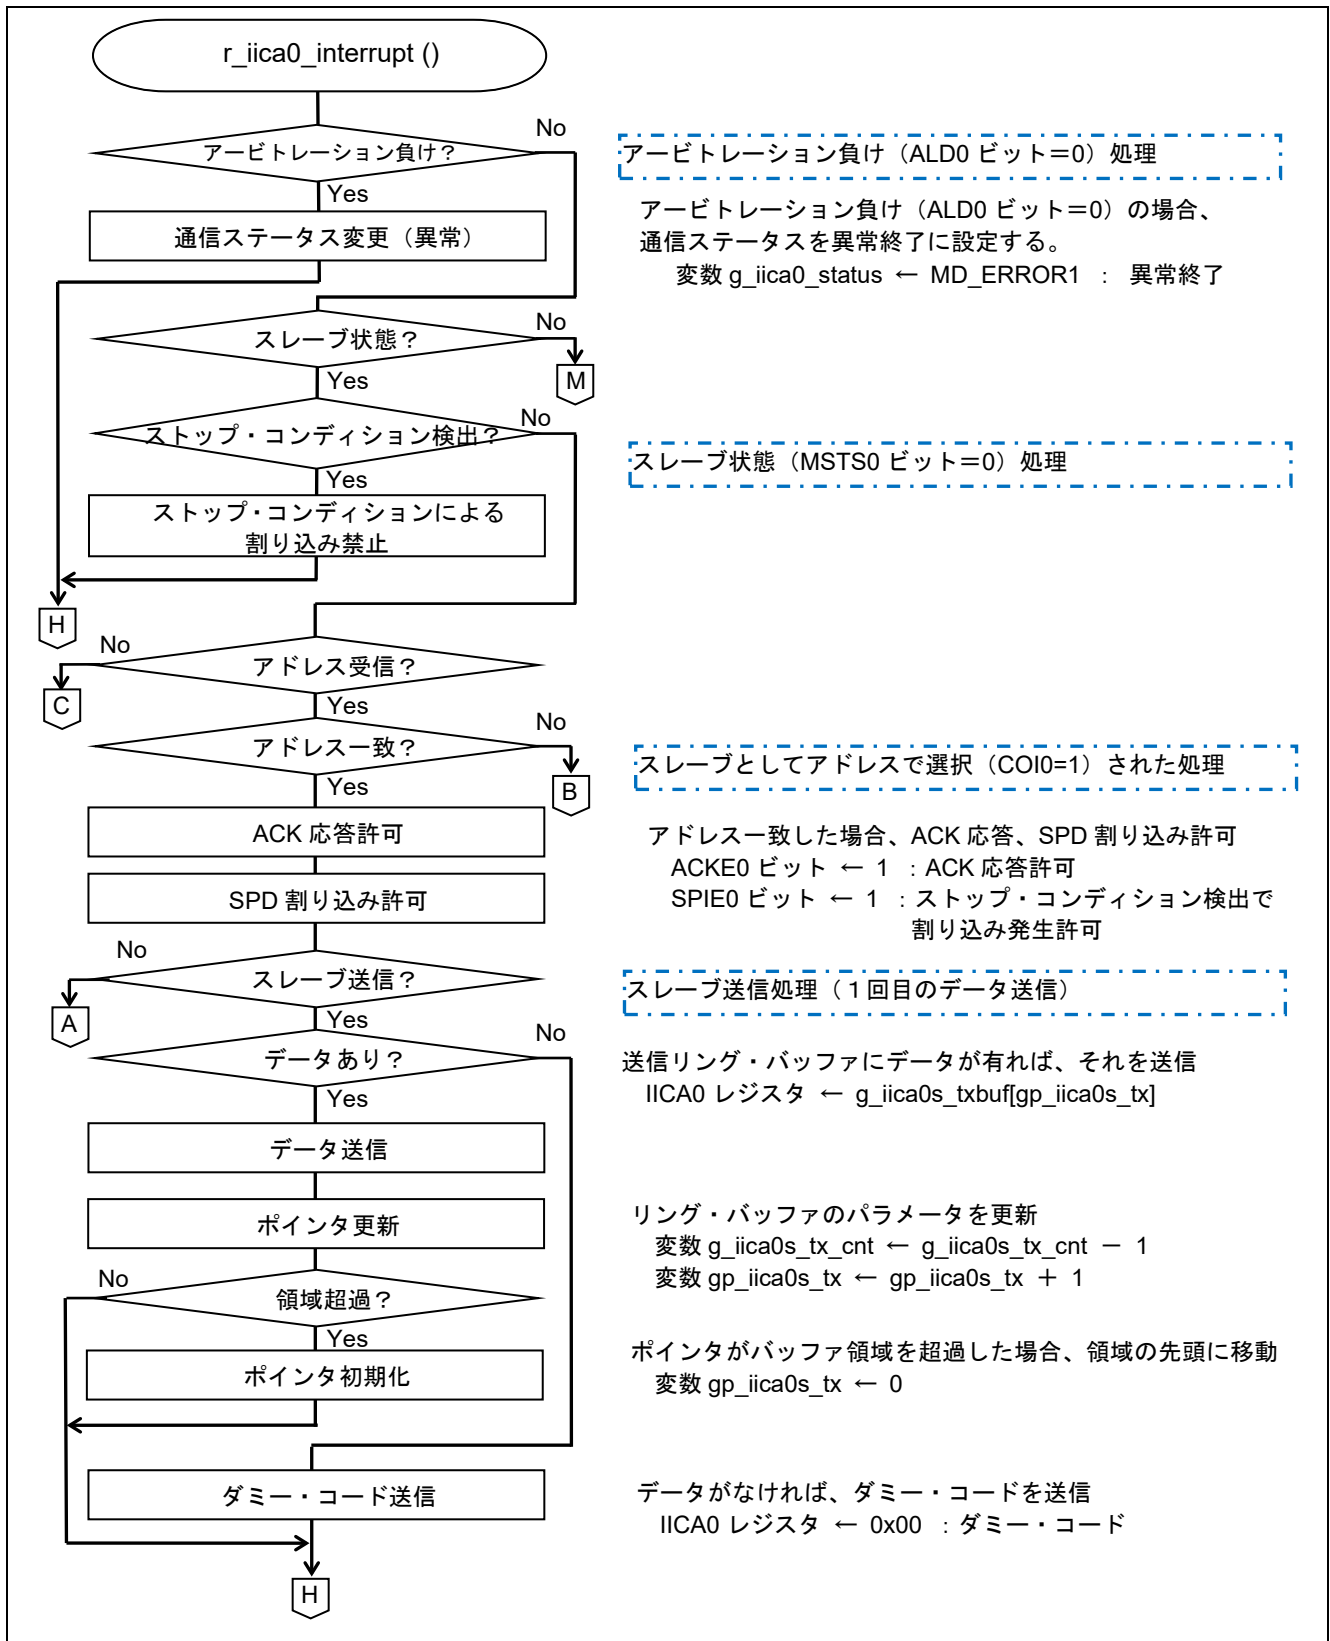 r_iica0_interrupt ()
No
アービトレーション負け？
アービトレーション負け（ALD0 ビット＝0）処理
Yes
通信ステータス変更（異常）
アービトレーション負け（ALD0 ビット＝0）の場合、
通信ステータスを異常終了に設定する。
変数 g_iica0_status ← MD_ERROR1 ： 異常終了
スレーブ状態？
No
M
Yes
ストップ・コンディション検出？
No
スレーブ状態（MSTS0 ビット＝0）処理
Yes
ストップ・コンディションによる
割り込み禁止
H
No
アドレス受信？
C
Yes
アドレス一致？
No
B
スレーブとしてアドレスで選択（COI0=1）された処理
Yes
ACK 応答許可
アドレス一致した場合、ACK 応答、SPD 割り込み許可
ACKE0 ビット ← 1 ：ACK 応答許可
SPD 割り込み許可
SPIE0 ビット ← 1 ：ストップ・コンディション検出で
割り込み発生許可
No
スレーブ送信？
A
スレーブ送信処理（１回目のデータ送信）
Yes
データあり？
No
送信リング・バッファにデータが有れば、それを送信
IICA0 レジスタ ← g_iica0s_txbuf[gp_iica0s_tx]
Yes
データ送信
ポインタ更新
リング・バッファのパラメータを更新
変数 g_iica0s_tx_cnt ← g_iica0s_tx_cnt － 1
変数 gp_iica0s_tx ← gp_iica0s_tx ＋ 1
No
領域超過？
Yes
ポインタ初期化
ポインタがバッファ領域を超過した場合、領域の先頭に移動
変数 gp_iica0s_tx ← 0
ダミー・コード送信
データがなければ、ダミー・コードを送信
IICA0 レジスタ ← 0x00 ：ダミー・コード
H